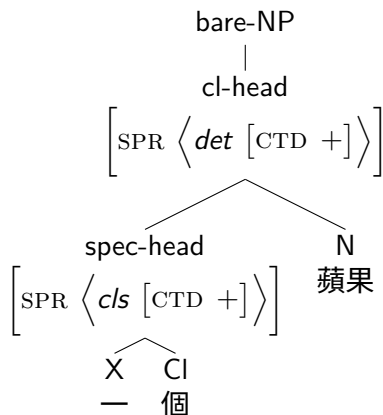 bare-NP
cl-head
[SPR ⟨det [CTD +]⟩]
spec-head N
[SPR ⟨cls [CTD +]⟩] 蘋果
X Cl
一 個